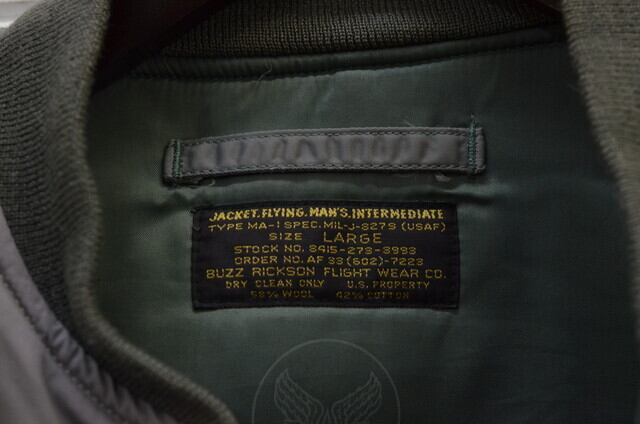 JACKET, FLYING, MAN'S, INTERMEDIATE
TYPE MA-1 SPEC. MIL-J-8279 (USAF)
SIZE LARGE
STOCK NO. 8415-273-3993
ORDER NO. AF 33(602)-7223
BUZZ RICKSON FLIGHT WEAR CO.
DRY CLEAN ONLY U.S. PROPERTY
58% WOOL 42% COTTON